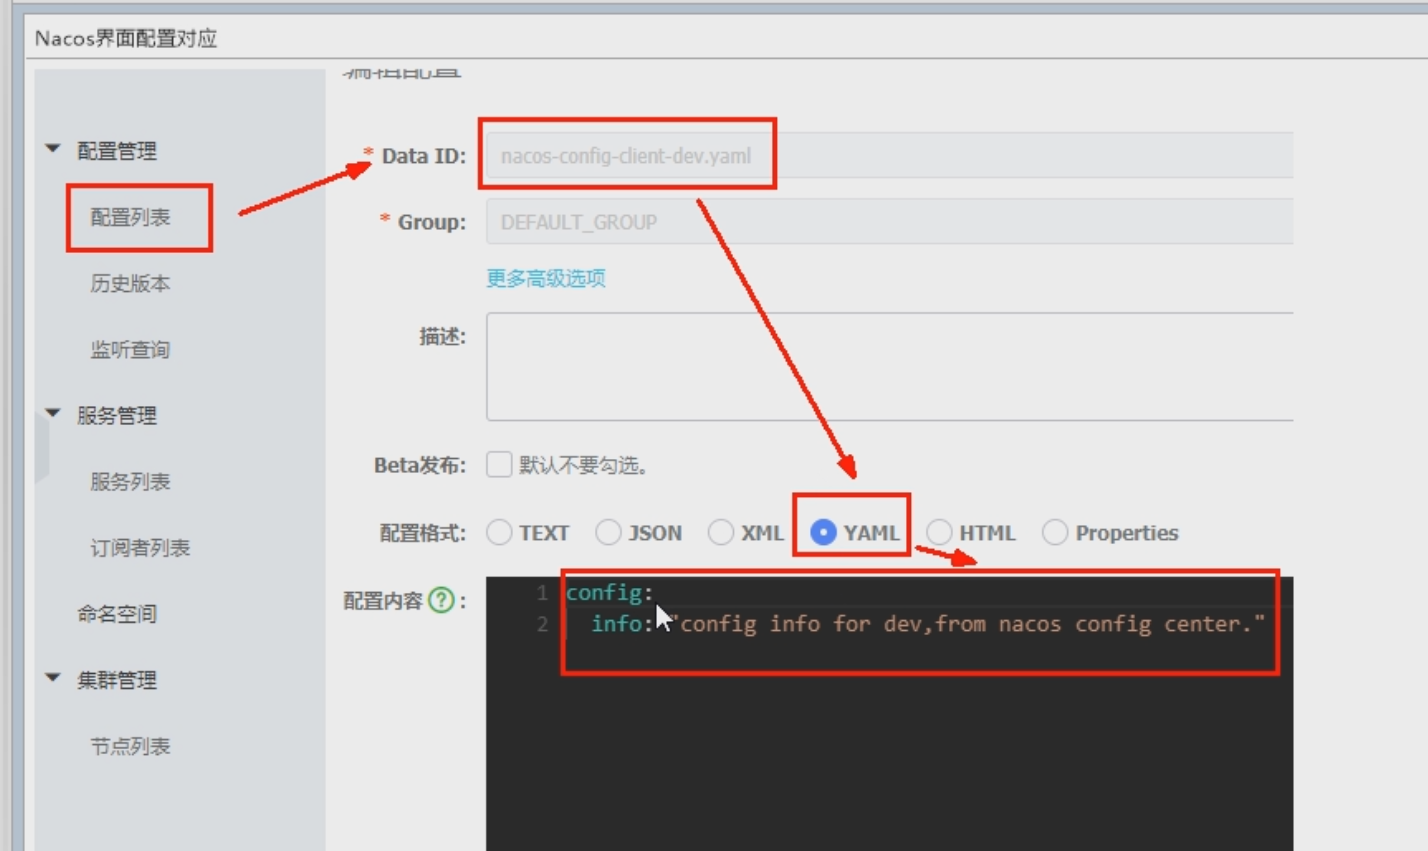 Nacos界面配置对应
编辑配置
配置管理
配置列表
历史版本
监听查询
服务管理
服务列表
订阅者列表
命名空间
集群管理
节点列表
* Data ID: nacos-config-client-dev.yaml
* Group: DEFAULT_GROUP
更多高级选项
描述:
Beta发布: 默认不要勾选。
配置格式: TEXT JSON XML YAML HTML Properties
配置内容 ? :
1 config:
2 info: "config info for dev,from nacos config center."